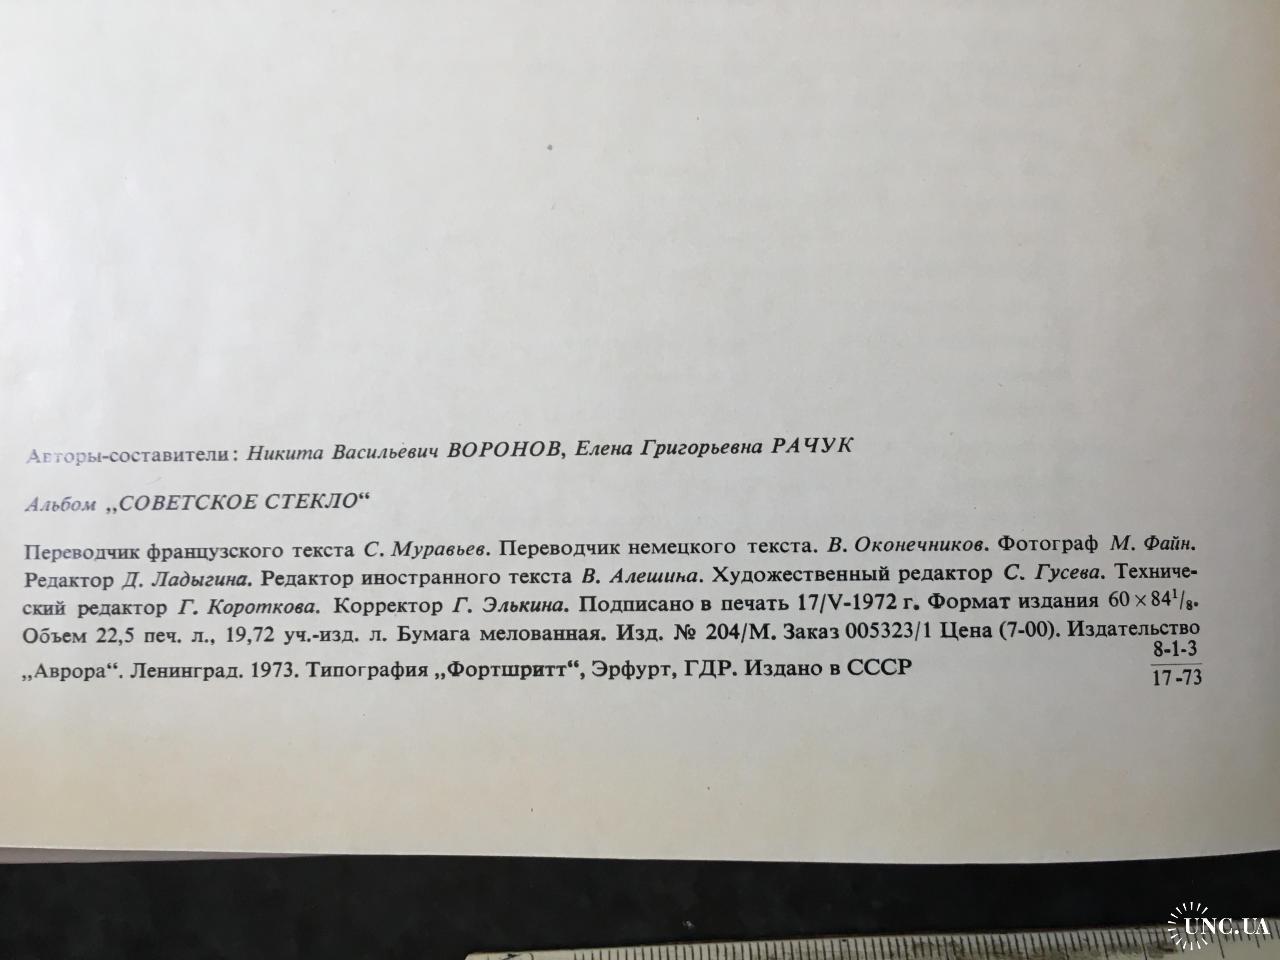 Авторы-составители: Никита Васильевич ВОРОНОВ, Елена Григорьевна РАЧУК
Альбом „СОВЕТСКОЕ СТЕКЛО“
Переводчик французского текста С. Муравьев. Переводчик немецкого текста. В. Оконечников. Фотограф М. Файн.
Редактор Д. Ладыгина. Редактор иностранного текста В. Алешина. Художественный редактор С. Гусева. Техниче-
ский редактор Г. Короткова. Корректор Г. Элькина. Подписано в печать 17/V-1972 г. Формат издания 60×84¹/₈.
Объем 22,5 печ. л., 19,72 уч.-изд. л. Бумага мелованная. Изд. № 204/М. Заказ 005323/1 Цена (7-00). Издательство
„Аврора“. Ленинград. 1973. Типография „Фортшритт“, Эрфурт, ГДР. Издано в СССР
8-1-3
17-73
UNC.UA